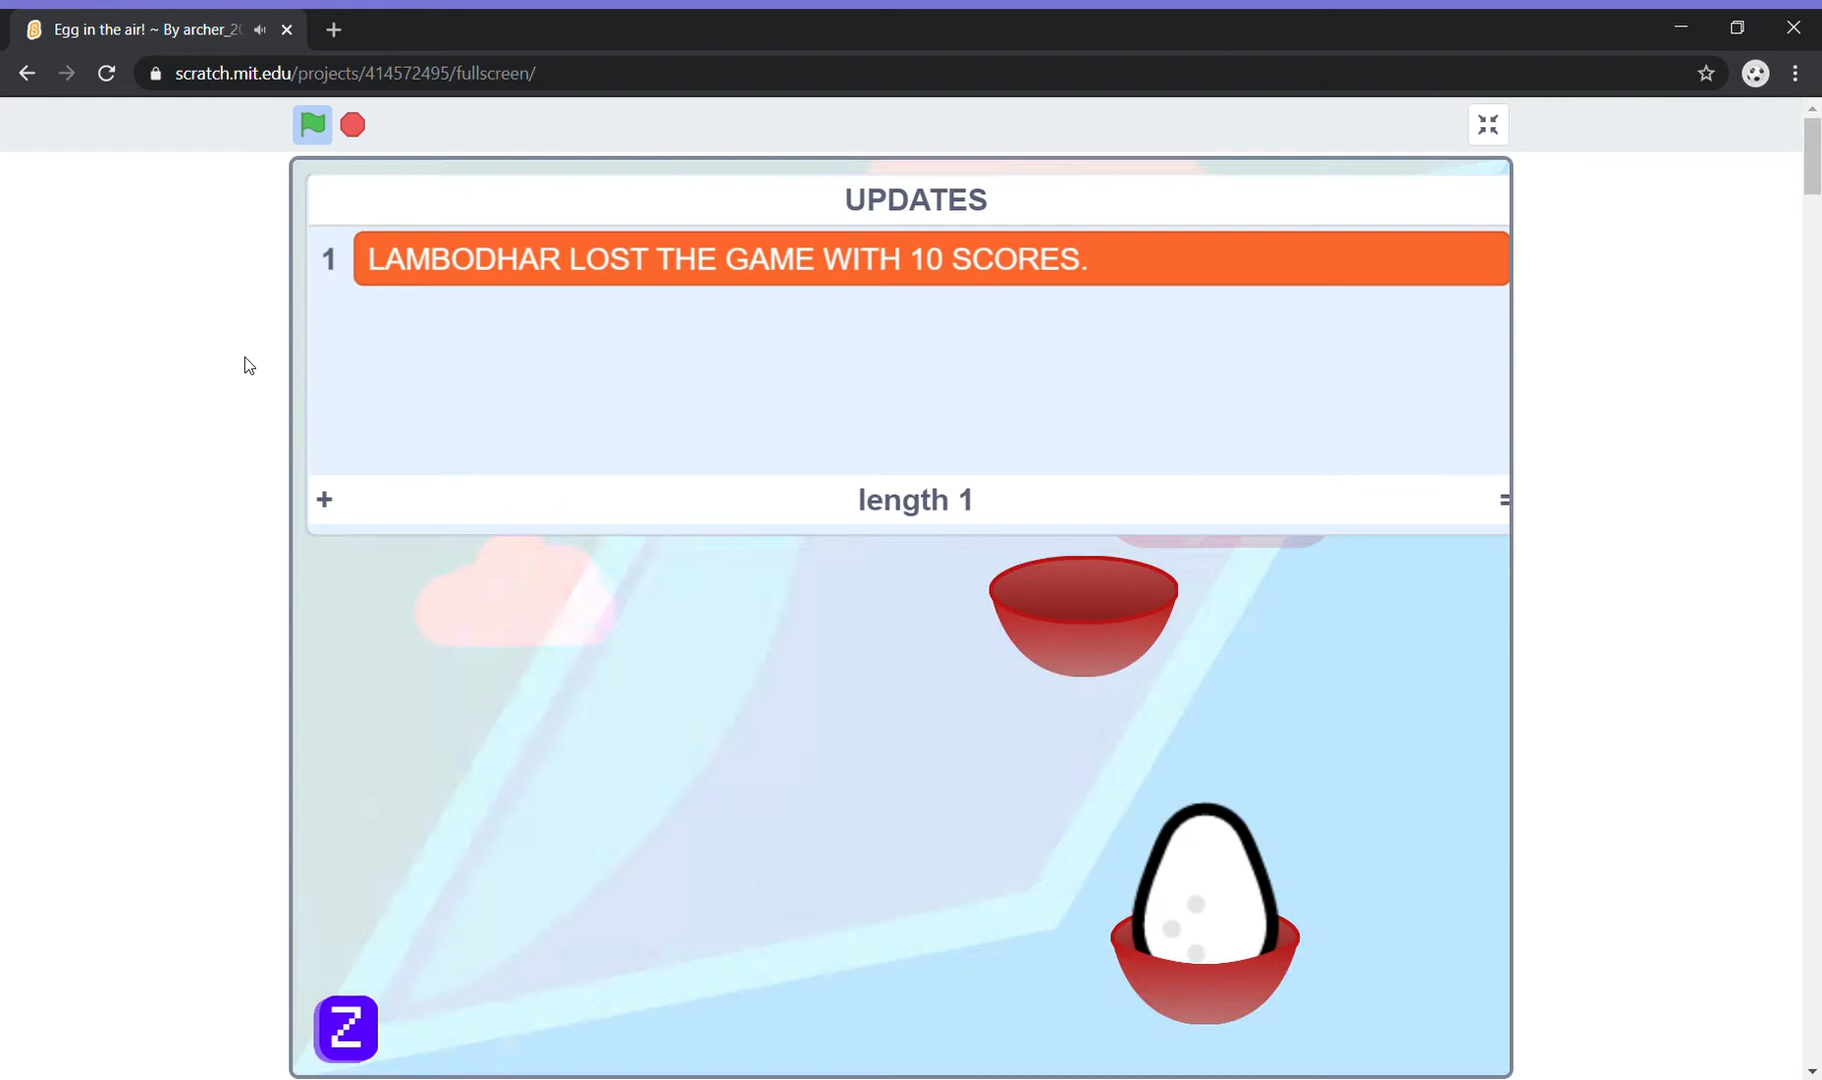 Egg in the air! ~ By archer_20
scratch.mit.edu/projects/414572495/fullscreen/
UPDATES
1 LAMBODHAR LOST THE GAME WITH 10 SCORES.
+ length 1 =
Z